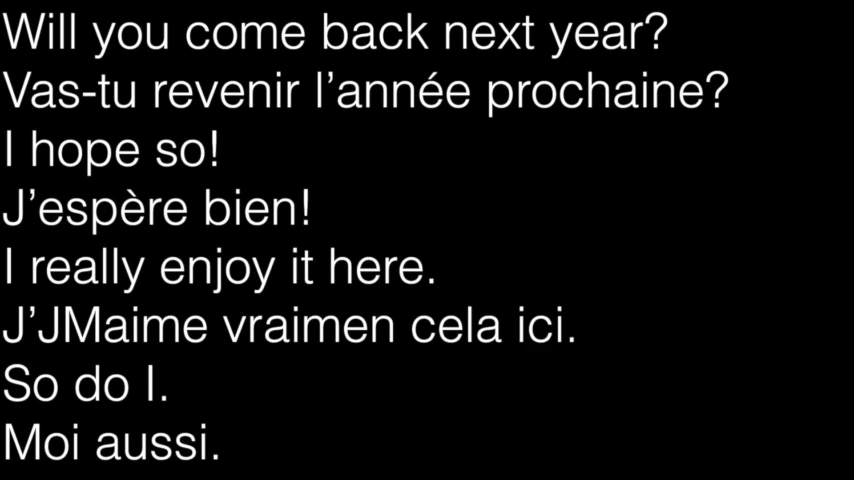 Will you come back next year?
Vas-tu revenir l’année prochaine?
I hope so!
J’espère bien!
I really enjoy it here.
J’JMaime vraimen cela ici.
So do I.
Moi aussi.